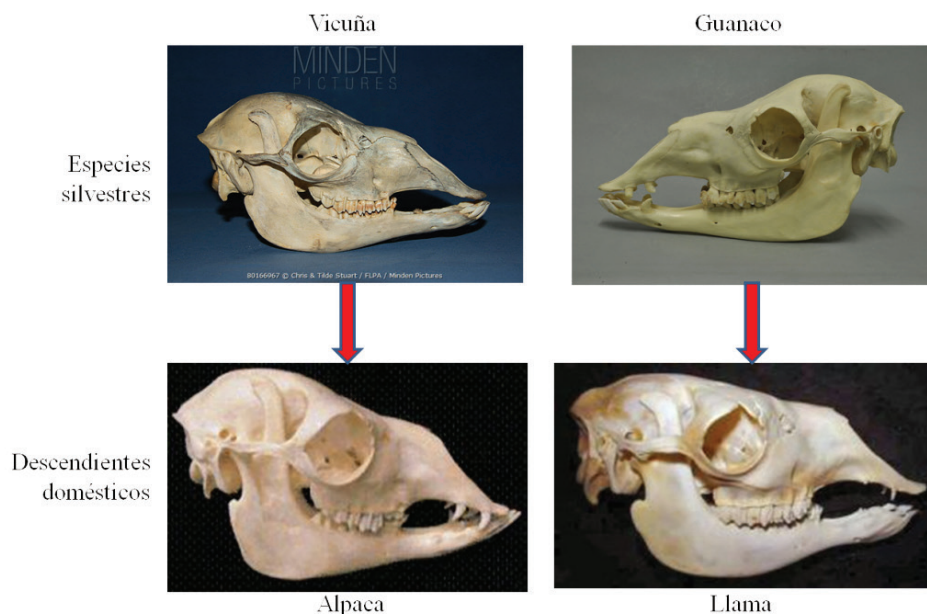 Vicuña
Guanaco
MINDEN
PICTURES
Especies
silvestres
80166967 © Chris & Tilde Stuart / FLPA / Minden Pictures
Descendientes
domésticos
Alpaca
Llama